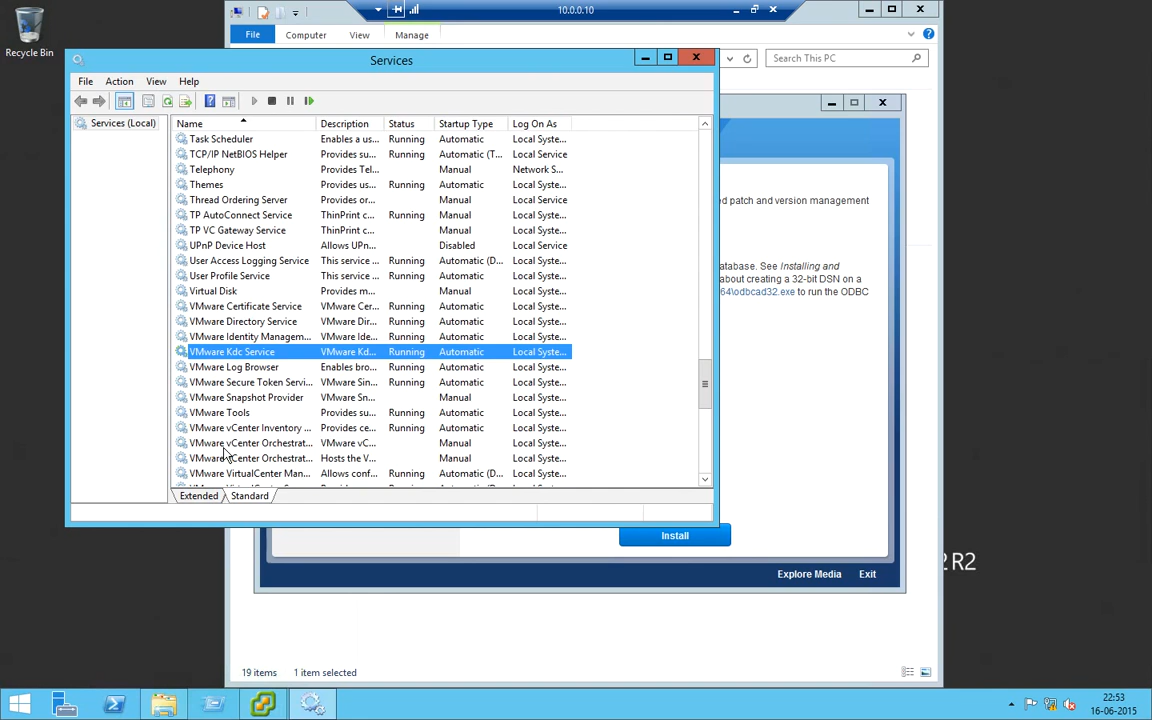 Recycle Bin
10.0.0.10
File Computer View Manage
Search This PC
Services
File Action View Help
Services (Local)
Name Description Status Startup Type Log On As
Task Scheduler Enables a us... Running Automatic Local Syste...
TCP/IP NetBIOS Helper Provides su... Running Automatic (T... Local Service
Telephony Provides Tel... Manual Network S...
Themes Provides us... Running Automatic Local Syste...
Thread Ordering Server Provides or... Manual Local Service
TP AutoConnect Service ThinPrint c... Running Manual Local Syste...
TP VC Gateway Service ThinPrint c... Manual Local Syste...
UPnP Device Host Allows UPn... Disabled Local Service
User Access Logging Service This service ... Running Automatic (D... Local Syste...
User Profile Service This service ... Running Automatic Local Syste...
Virtual Disk Provides m... Manual Local Syste...
VMware Certificate Service VMware Cer... Running Automatic Local Syste...
VMware Directory Service VMware Dir... Running Automatic Local Syste...
VMware Identity Managem... VMware Ide... Running Automatic Local Syste...
VMware Kdc Service VMware Kd... Running Automatic Local Syste...
VMware Log Browser Enables bro... Running Automatic Local Syste...
VMware Secure Token Servi... VMware Sin... Running Automatic Local Syste...
VMware Snapshot Provider VMware Sn... Manual Local Syste...
VMware Tools Provides su... Running Automatic Local Syste...
VMware vCenter Inventory ... Provides ce... Running Automatic Local Syste...
VMware vCenter Orchestrat... VMware vC... Manual Local Syste...
VMware vCenter Orchestrat... Hosts the V... Manual Local Syste...
VMware VirtualCenter Man... Allows conf... Running Automatic (D... Local Syste...
Extended Standard
d patch and version management
atabase. See Installing and
about creating a 32-bit DSN on a
64\odbcad32.exe to run the ODBC
Install
Explore Media Exit
2 R2
19 items 1 item selected
22:53
16-06-2015